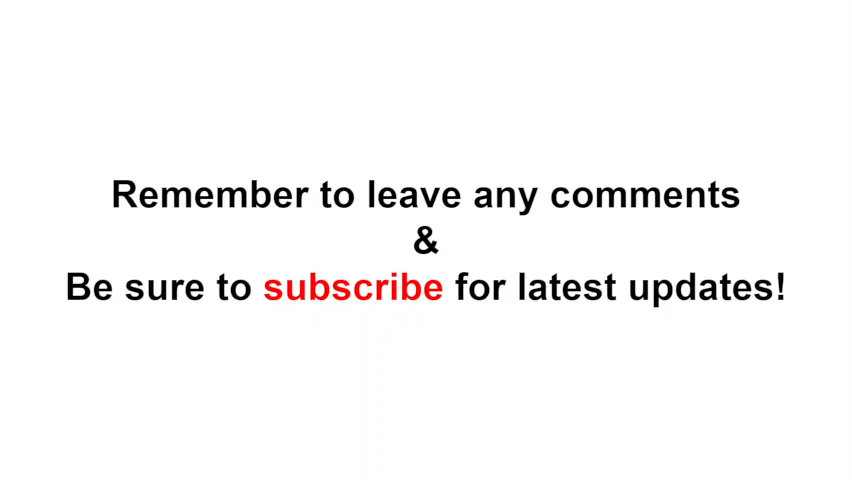 Remember to leave any comments
&
Be sure to subscribe for latest updates!